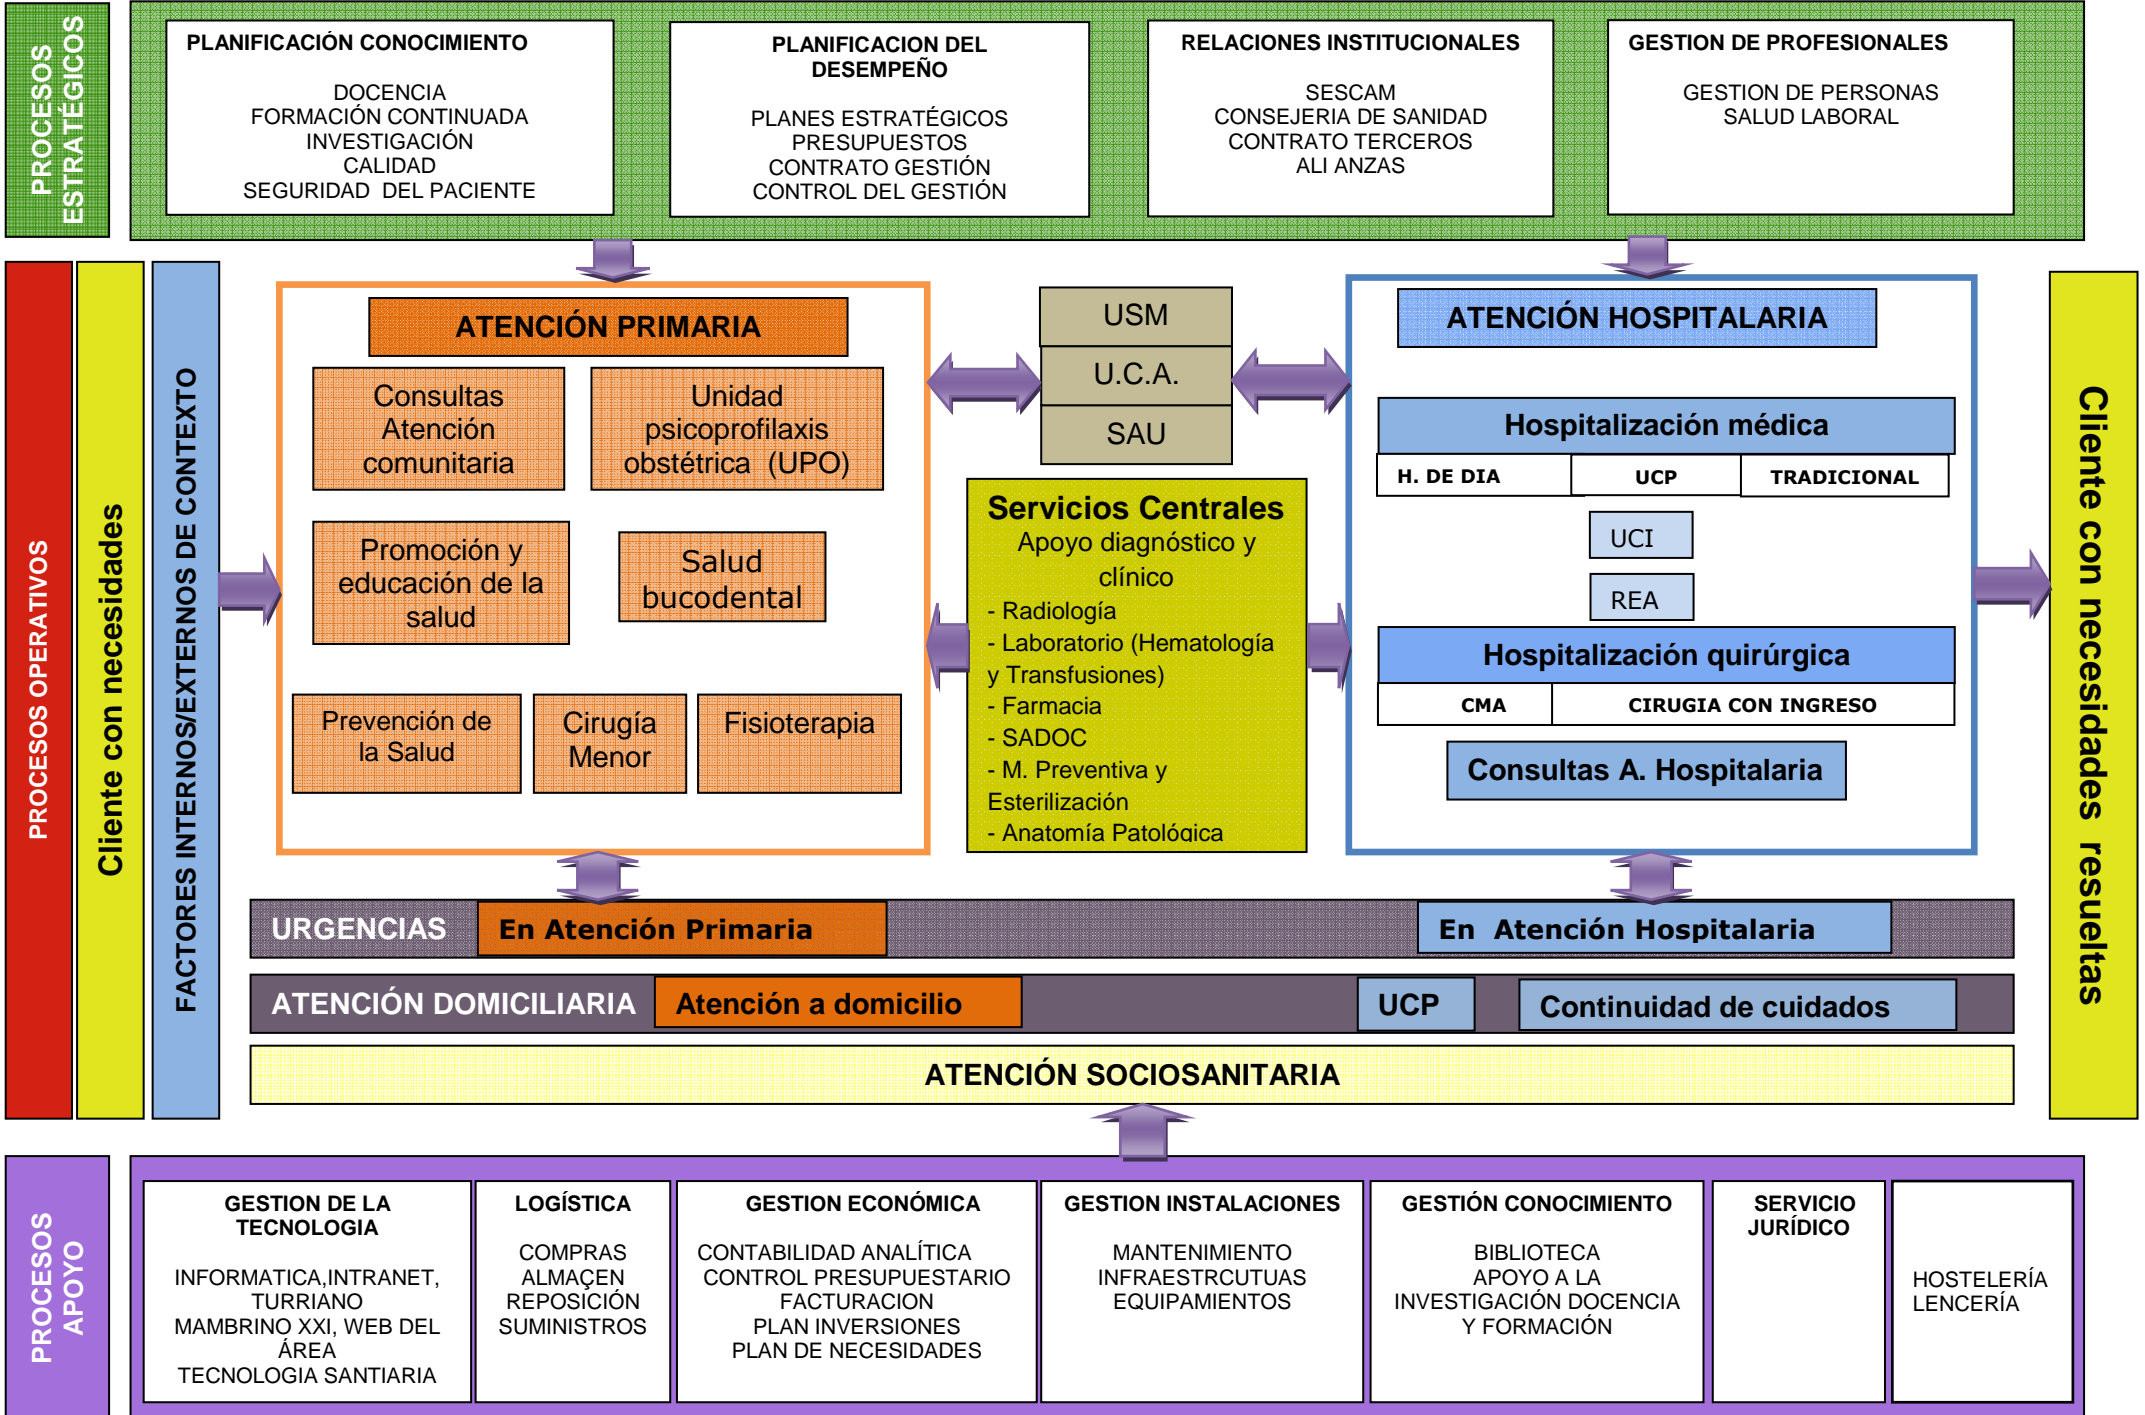 PROCESOS
ESTRATÉGICOS
PLANIFICACIÓN CONOCIMIENTO
DOCENCIA
FORMACIÓN CONTINUADA
INVESTIGACIÓN
CALIDAD
SEGURIDAD DEL PACIENTE
PLANIFICACION DEL
DESEMPEÑO
PLANES ESTRATÉGICOS
PRESUPUESTOS
CONTRATO GESTIÓN
CONTROL DEL GESTIÓN
RELACIONES INSTITUCIONALES
SESCAM
CONSEJERIA DE SANIDAD
CONTRATO TERCEROS
ALI ANZAS
GESTION DE PROFESIONALES
GESTION DE PERSONAS
SALUD LABORAL
PROCESOS OPERATIVOS
Cliente con necesidades
FACTORES INTERNOS/EXTERNOS DE CONTEXTO
ATENCIÓN PRIMARIA
Consultas
Atención
comunitaria
Unidad
psicoprofilaxis
obstétrica (UPO)
Promoción y
educación de la
salud
Salud
bucodental
Prevención de
la Salud
Cirugía
Menor
Fisioterapia
USM
U.C.A.
SAU
Servicios Centrales
Apoyo diagnóstico y
clínico
- Radiología
- Laboratorio (Hematología
y Transfusiones)
- Farmacia
- SADOC
- M. Preventiva y
Esterilización
- Anatomía Patológica
ATENCIÓN HOSPITALARIA
Hospitalización médica
H. DE DIA
UCP
TRADICIONAL
UCI
REA
Hospitalización quirúrgica
CMA
CIRUGIA CON INGRESO
Consultas A. Hospitalaria
Cliente con necesidades resueltas
URGENCIAS
En Atención Primaria
En Atención Hospitalaria
ATENCIÓN DOMICILIARIA
Atención a domicilio
UCP
Continuidad de cuidados
ATENCIÓN SOCIOSANITARIA
PROCESOS
APOYO
GESTION DE LA
TECNOLOGIA
INFORMATICA,INTRANET,
TURRIANO
MAMBRINO XXI, WEB DEL
ÁREA
TECNOLOGIA SANTIARIA
LOGÍSTICA
COMPRAS
ALMAÇEN
REPOSICIÓN
SUMINISTROS
GESTION ECONÓMICA
CONTABILIDAD ANALÍTICA
CONTROL PRESUPUESTARIO
FACTURACION
PLAN INVERSIONES
PLAN DE NECESIDADES
GESTION INSTALACIONES
MANTENIMIENTO
INFRAESTRCUTUAS
EQUIPAMIENTOS
GESTIÓN CONOCIMIENTO
BIBLIOTECA
APOYO A LA
INVESTIGACIÓN DOCENCIA
Y FORMACIÓN
SERVICIO
JURÍDICO
HOSTELERÍA
LENCERÍA